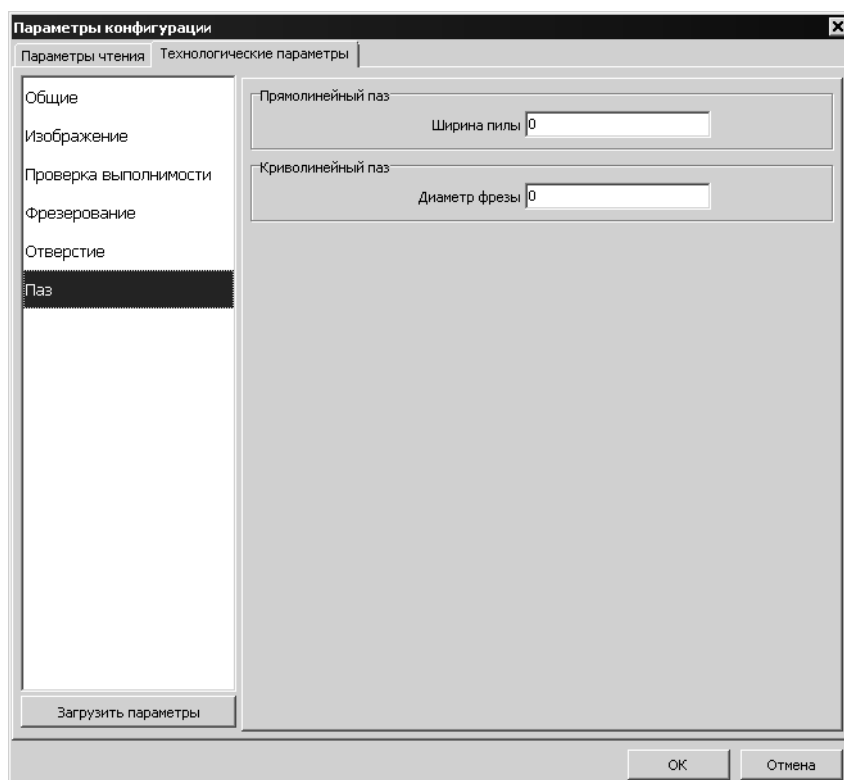 Параметры конфигурации
Параметры чтения Технологические параметры
Общие
Изображение
Проверка выполнимости
Фрезерование
Отверстие
Паз
Прямолинейный паз
Ширина пилы 0
Криволинейный паз
Диаметр фрезы 0
Загрузить параметры
ОК Отмена